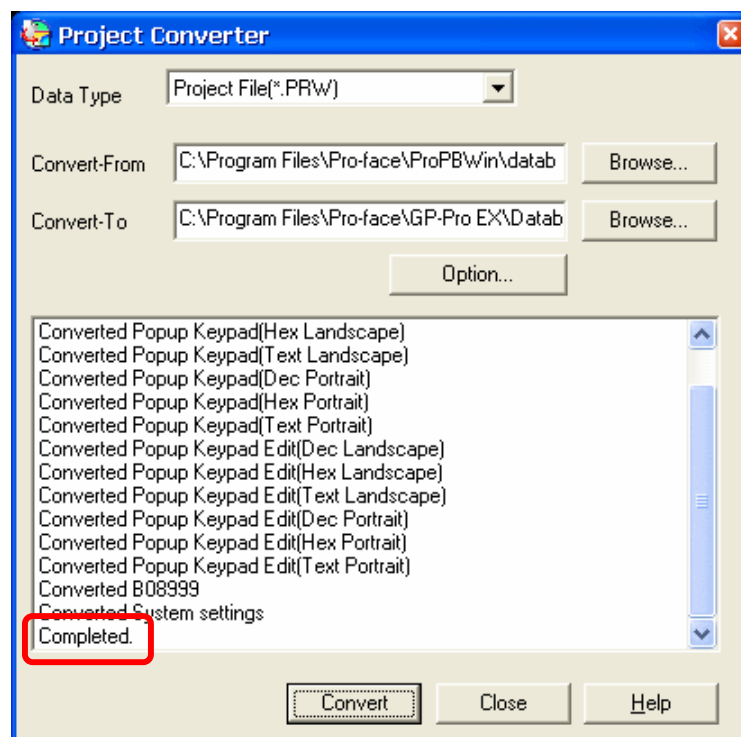 Project Converter
Data Type
Project File(*.PRW)
Convert-From
C:\Program Files\Pro-face\ProPBWin\datab
Browse...
Convert-To
C:\Program Files\Pro-face\GP-Pro EX\Datab
Browse...
Option...
Converted Popup Keypad(Hex Landscape)
Converted Popup Keypad(Text Landscape)
Converted Popup Keypad(Dec Portrait)
Converted Popup Keypad(Hex Portrait)
Converted Popup Keypad(Text Portrait)
Converted Popup Keypad Edit(Dec Landscape)
Converted Popup Keypad Edit(Hex Landscape)
Converted Popup Keypad Edit(Text Landscape)
Converted Popup Keypad Edit(Dec Portrait)
Converted Popup Keypad Edit(Hex Portrait)
Converted Popup Keypad Edit(Text Portrait)
Converted B08999
Converted System settings
Completed.
Convert
Close
Help